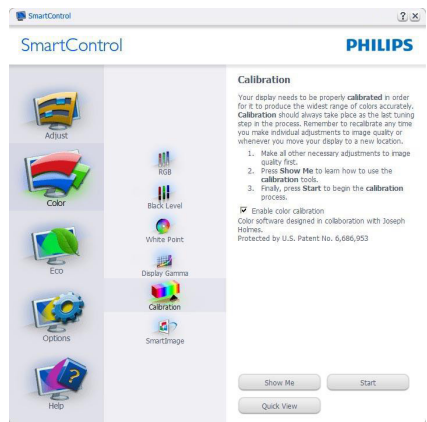 SmartControl
SmartControl
PHILIPS
Adjust
Color
Eco
Options
Help
RGB
Black Level
White Point
Display Gamma
Calibration
SmartImage
Calibration
Your display needs to be properly calibrated in order
for it to produce the widest range of colors accurately.
Calibration should always take place as the last tuning
step in the process. Remember to recalibrate any time
you make individual adjustments to image quality or
whenever you move your display to a new location.
1. Make all other necessary adjustments to image
quality first.
2. Press Show Me to learn how to use the
calibration tools.
3. Finally, press Start to begin the calibration
process.
Enable color calibration
Color software designed in collaboration with Joseph
Holmes.
Protected by U.S. Patent No. 6,686,953
Show Me
Start
Quick View